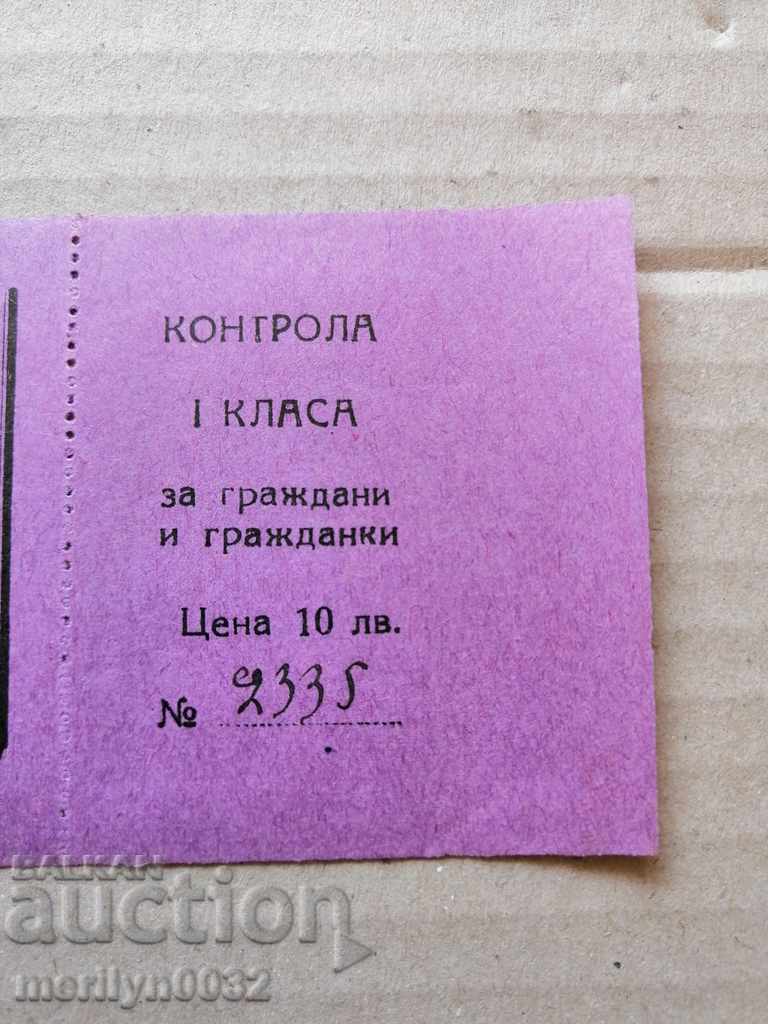 КОНТРОЛА
I КЛАСА
за граждани
и гражданки
Цена 10 лв.
№ 2335
BALKAN
auction
merilyn0032